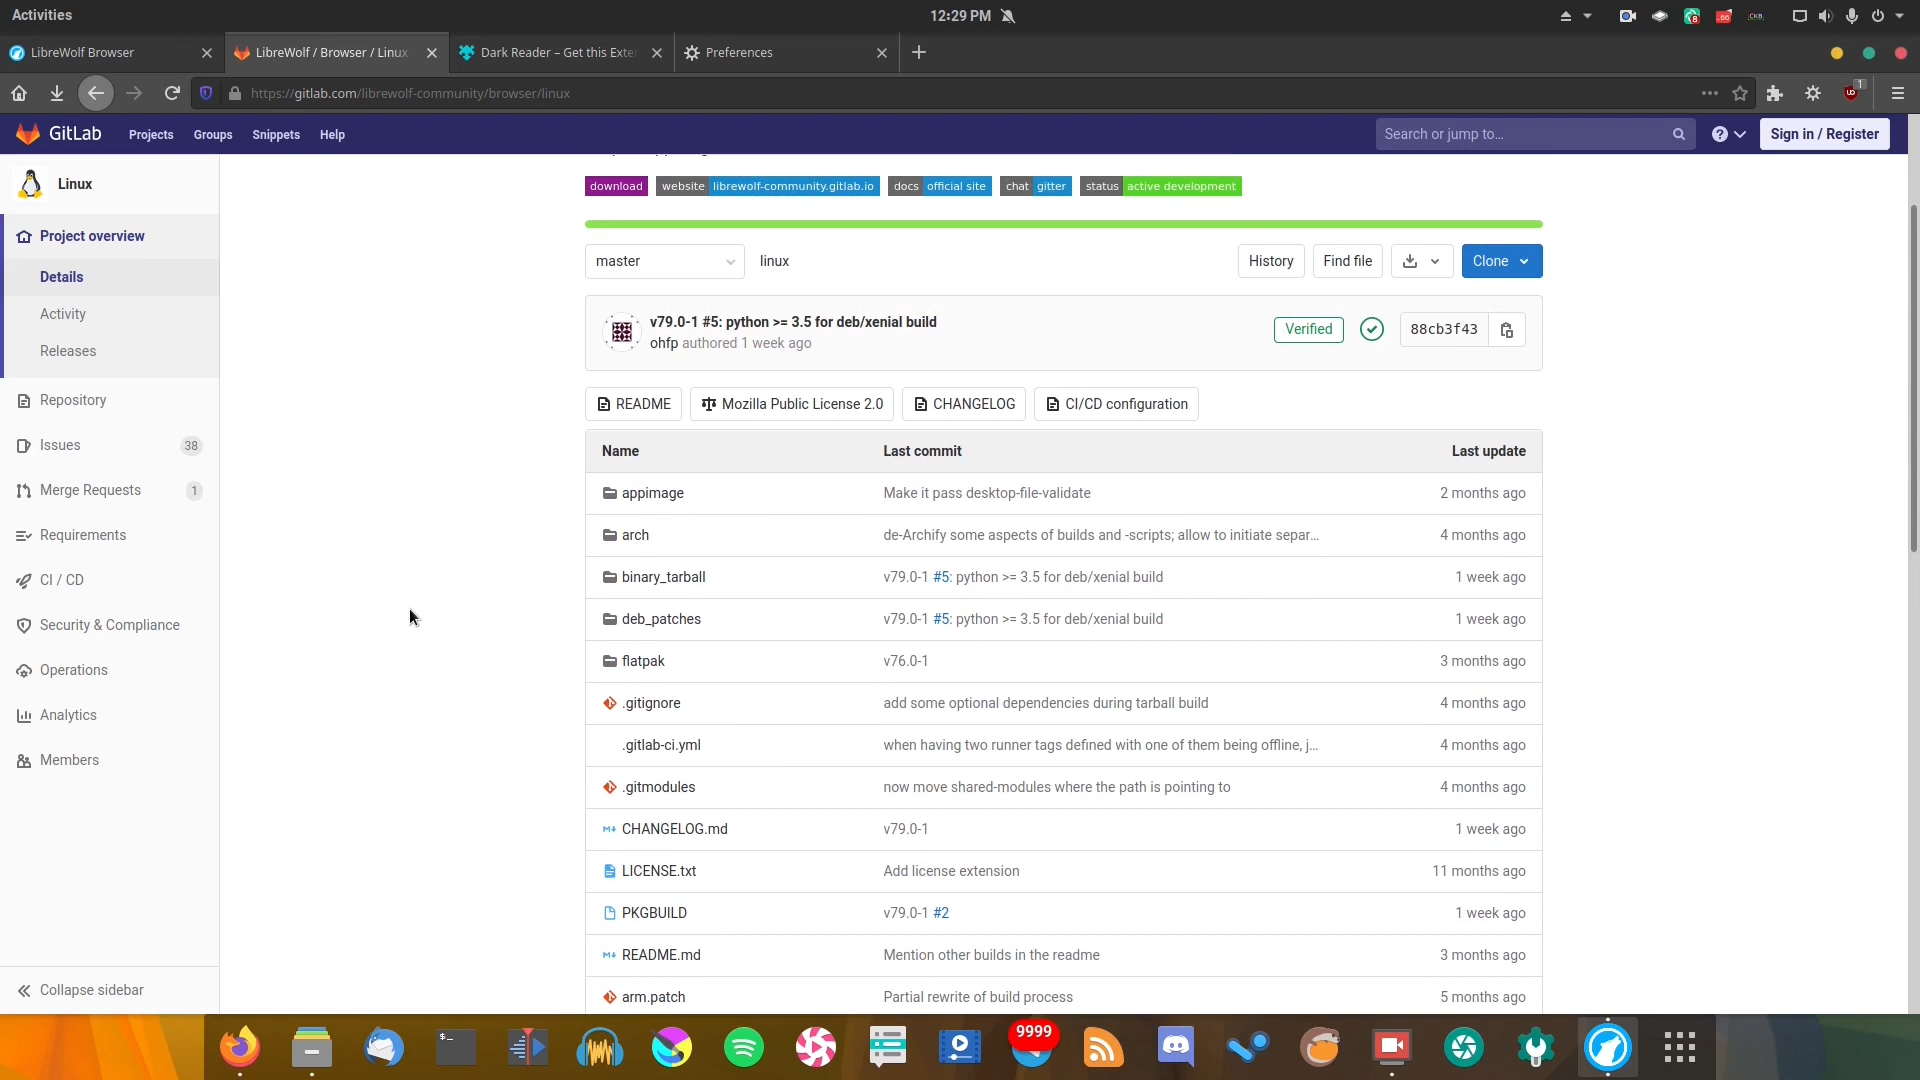 Activities
12:29 PM
LibreWolf Browser
LibreWolf / Browser / Linux
Dark Reader – Get this Exte
Preferences
https://gitlab.com/librewolf-community/browser/linux
1
GitLab
Projects
Groups
Snippets
Help
Search or jump to...
Sign in / Register
Linux
Project overview
Details
Activity
Releases
Repository
Issues 38
Merge Requests 1
Requirements
CI / CD
Security & Compliance
Operations
Analytics
Members
Collapse sidebar
download website librewolf-community.gitlab.io docs official site chat gitter status active development
master linux History Find file Clone
v79.0-1 #5: python >= 3.5 for deb/xenial build
ohfp authored 1 week ago
Verified 88cb3f43
README Mozilla Public License 2.0 CHANGELOG CI/CD configuration
Name Last commit Last update
appimage Make it pass desktop-file-validate 2 months ago
arch de-Archify some aspects of builds and -scripts; allow to initiate separ... 4 months ago
binary_tarball v79.0-1 #5: python >= 3.5 for deb/xenial build 1 week ago
deb_patches v79.0-1 #5: python >= 3.5 for deb/xenial build 1 week ago
flatpak v76.0-1 3 months ago
.gitignore add some optional dependencies during tarball build 4 months ago
.gitlab-ci.yml when having two runner tags defined with one of them being offline, j... 4 months ago
.gitmodules now move shared-modules where the path is pointing to 4 months ago
CHANGELOG.md v79.0-1 1 week ago
LICENSE.txt Add license extension 11 months ago
PKGBUILD v79.0-1 #2 1 week ago
README.md Mention other builds in the readme 3 months ago
arm.patch Partial rewrite of build process 5 months ago
9999